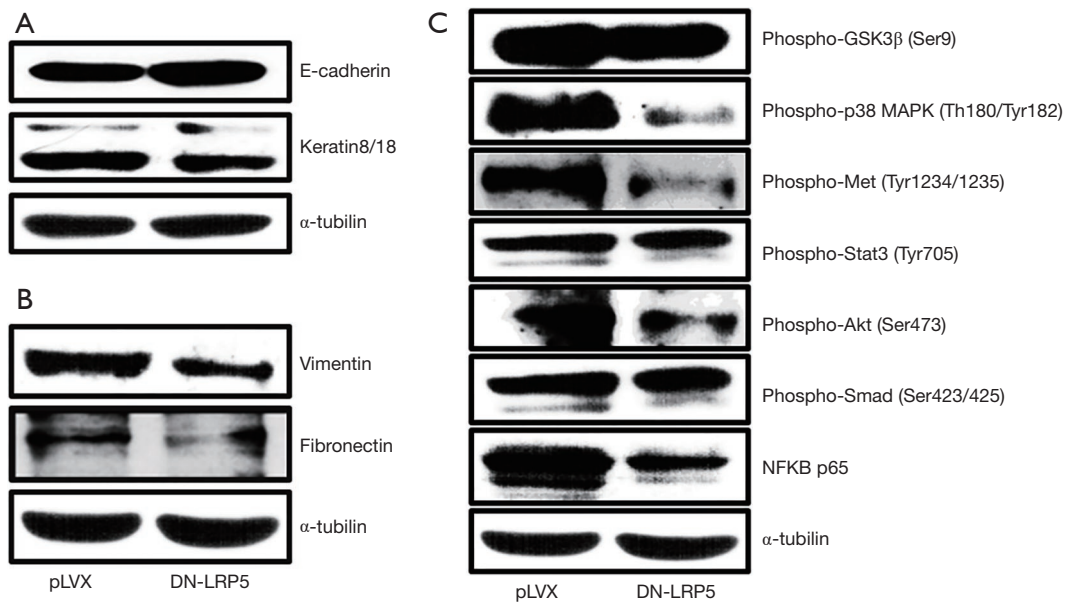 A
E-cadherin
Keratin8/18
α-tubilin
B
Vimentin
Fibronectin
α-tubilin
pLVX DN-LRP5
C
Phospho-GSK3β (Ser9)
Phospho-p38 MAPK (Th180/Tyr182)
Phospho-Met (Tyr1234/1235)
Phospho-Stat3 (Tyr705)
Phospho-Akt (Ser473)
Phospho-Smad (Ser423/425)
NFKB p65
α-tubilin
pLVX DN-LRP5